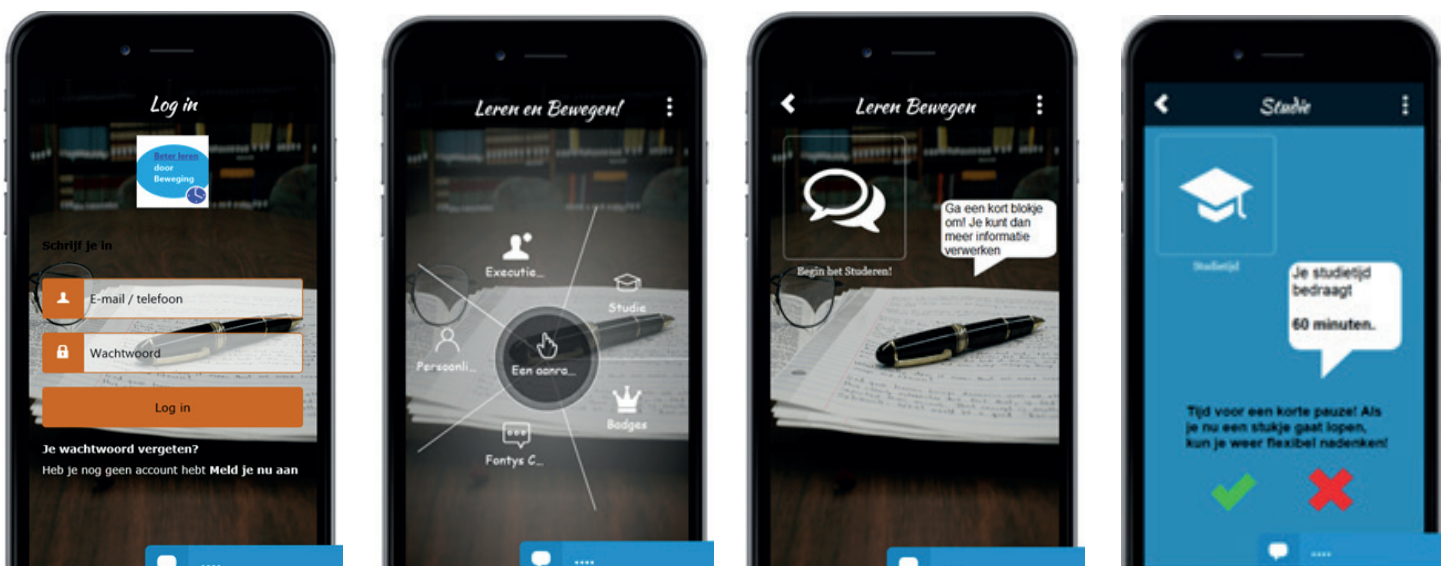 Log in
Beter leren
door
Beweging
Schrijf je in
E-mail / telefoon
Wachtwoord
Log in
Je wachtwoord vergeten?
Heb je nog geen account hebt Meld je nu aan
....
Leren en Bewegen!
Executie...
Studie
Persoonli...
Een aanra...
Badges
Fontys C...
....
Leren Bewegen
Ga een kort blokje
om! Je kunt dan
meer informatie
verwerken
Begin het Studeren!
Studie
Studietijd
Je studietijd
bedraagt
60 minuten.
Tijd voor een korte pauze! Als
je nu een stukje gaat lopen,
kun je weer flexibel nadenken!
....